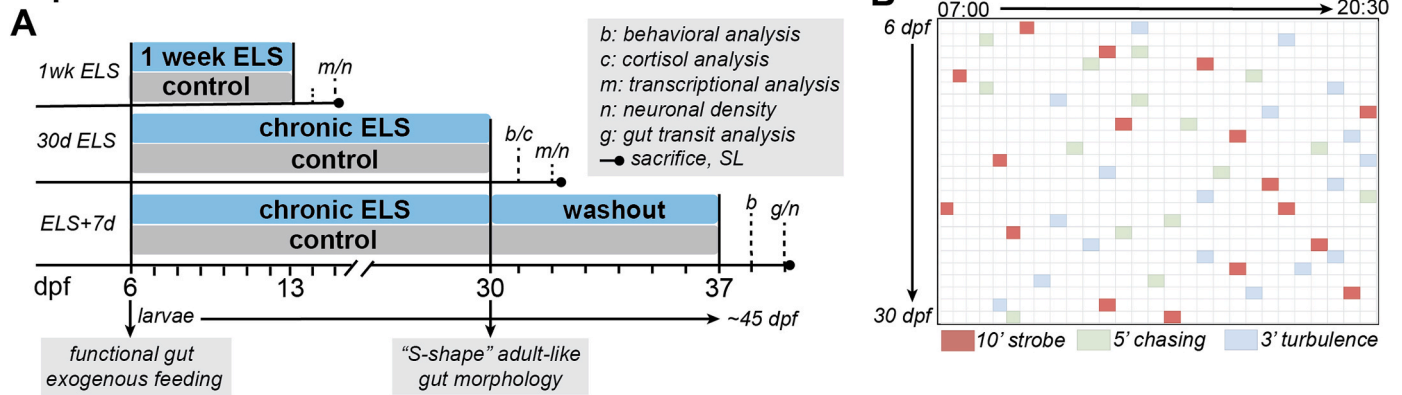 A
1wk ELS
1 week ELS
control
m/n
b: behavioral analysis
c: cortisol analysis
m: transcriptional analysis
n: neuronal density
g: gut transit analysis
sacrifice, SL
30d ELS
chronic ELS
control
b/c
m/n
ELS+7d
chronic ELS
washout
control
b
g/n
dpf
6
13
30
37
larvae
~45 dpf
functional gut
exogenous feeding
“S-shape” adult-like
gut morphology
B
07:00
20:30
6 dpf
30 dpf
10’ strobe
5’ chasing
3’ turbulence